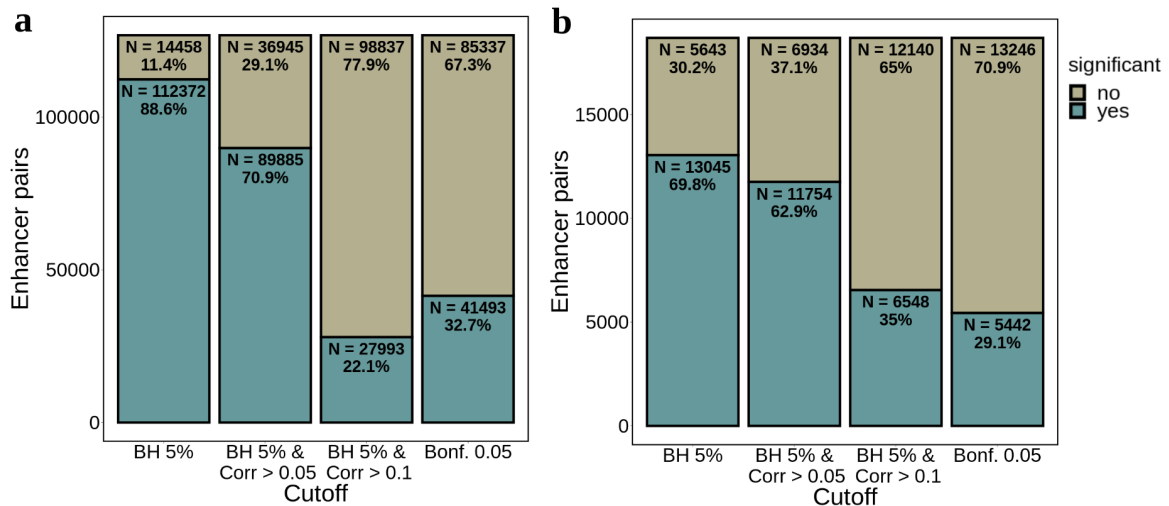 a
Enhancer pairs
100000
50000
0
N = 14458
11.4%
N = 112372
88.6%
N = 36945
29.1%
N = 89885
70.9%
N = 98837
77.9%
N = 27993
22.1%
N = 85337
67.3%
N = 41493
32.7%
BH 5%
BH 5% &
Corr > 0.05
BH 5% &
Corr > 0.1
Bonf. 0.05
Cutoff
b
Enhancer pairs
15000
10000
5000
0
N = 5643
30.2%
N = 13045
69.8%
N = 6934
37.1%
N = 11754
62.9%
N = 12140
65%
N = 6548
35%
N = 13246
70.9%
N = 5442
29.1%
BH 5%
BH 5% &
Corr > 0.05
BH 5% &
Corr > 0.1
Bonf. 0.05
Cutoff
significant
no
yes